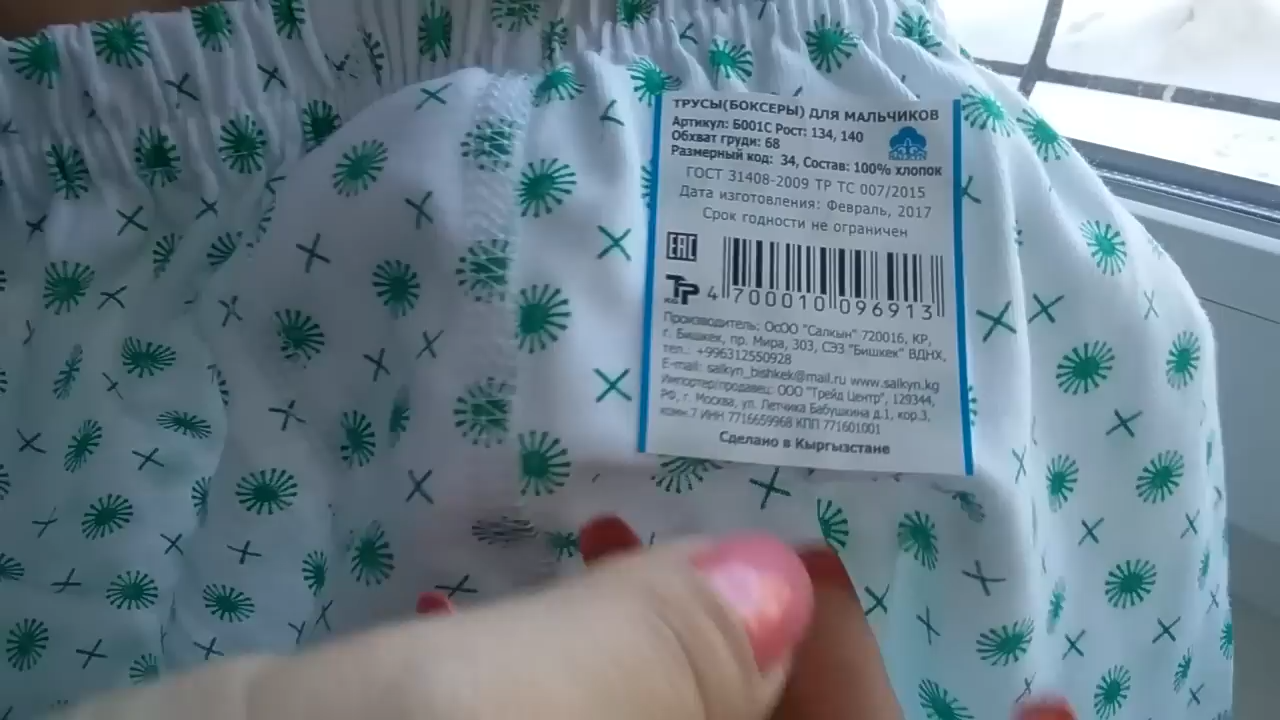 ТРУСЫ(БОКСЕРЫ) ДЛЯ МАЛЬЧИКОВ
Артикул: Б001С Рост: 134, 140
Обхват груди: 68
Размерный код: 34, Состав: 100% хлопок
ГОСТ 31408-2009 ТР ТС 007/2015
Дата изготовления: Февраль, 2017
Срок годности не ограничен
ЕАС
ТР
4 700010 096913
Производитель: ОсОО "Салкын" 720016, КР,
г. Бишкек, пр. Мира, 303, СЭЗ "Бишкек" ВДНХ,
тел.: +996312550928
E-mail: salkyn_bishkek@mail.ru www.salkyn.kg
Импортер/продавец: ООО "Трейд Центр", 129344,
РФ, г. Москва, ул. Летчика Бабушкина д.1, кор.3,
комн.7 ИНН 7716659968 КПП 771601001
Сделано в Кыргызстане